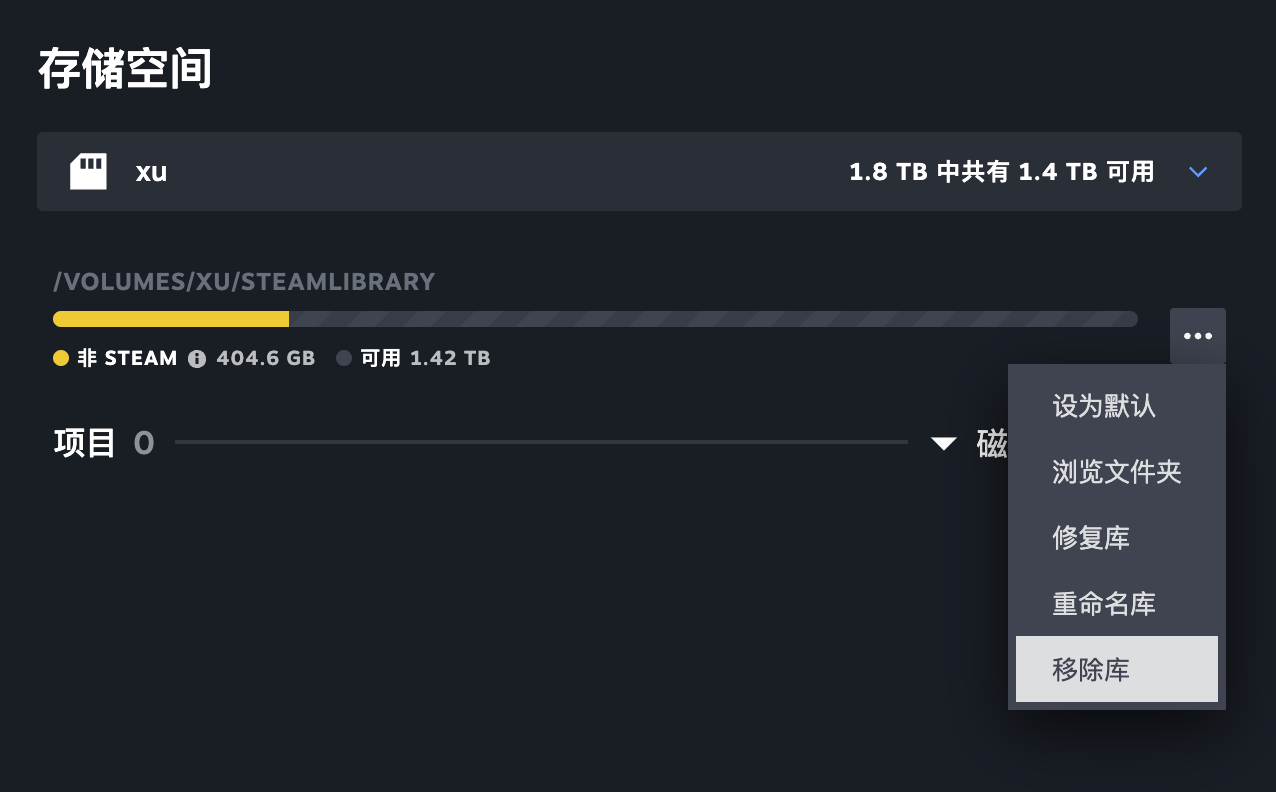 存储空间
xu
1.8 TB 中共有 1.4 TB 可用
/VOLUMES/XU/STEAMLIBRARY
非 STEAM 404.6 GB 可用 1.42 TB
项目 0 磁
设为默认
浏览文件夹
修复库
重命名库
移除库